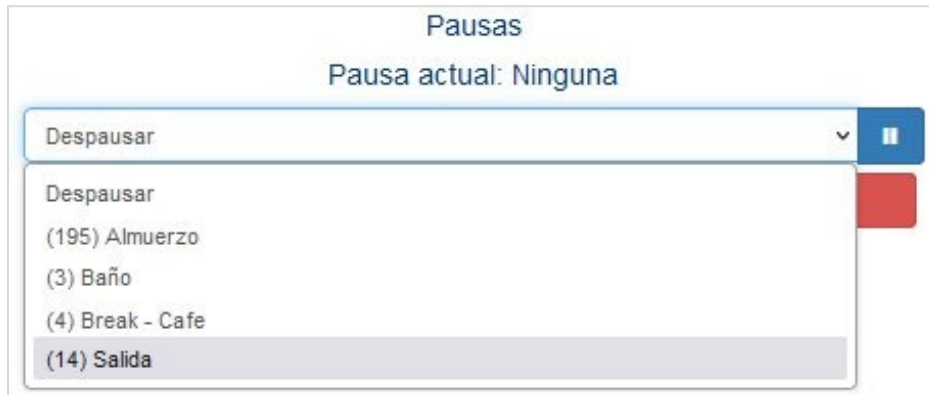 Pausas
Pausa actual: Ninguna
Despausar
Despausar
(195) Almuerzo
(3) Baño
(4) Break - Cafe
(14) Salida